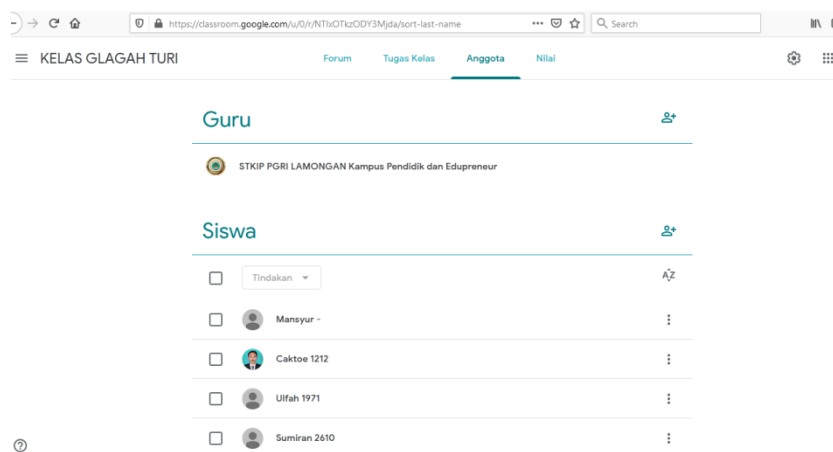 https://classroom.google.com/u/0/r/NTIxOTkzODY3Mjda/sort-last-name
Search
KELAS GLAGAH TURI
Forum
Tugas Kelas
Anggota
Nilai
Guru
STKIP PGRI LAMONGAN Kampus Pendidik dan Edupreneur
Siswa
Tindakan
AZ
Mansyur -
Caktoe 1212
Ulfah 1971
Sumiran 2610